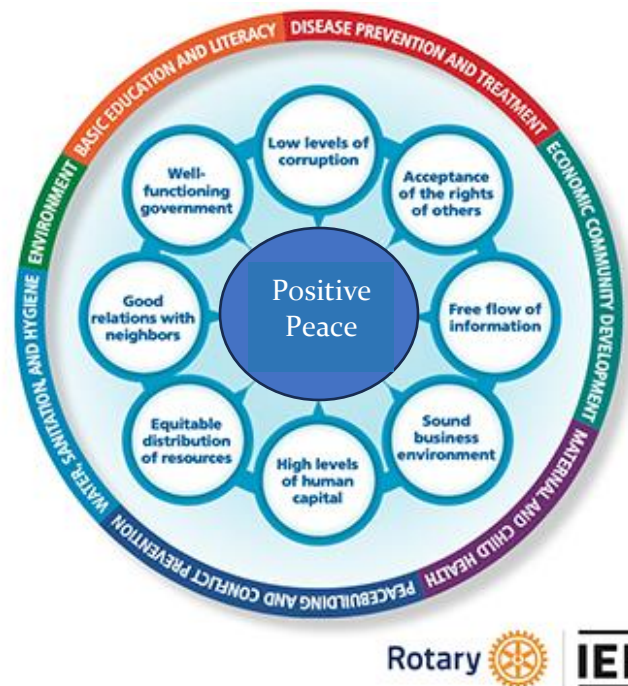 BASIC EDUCATION AND LITERACY
DISEASE PREVENTION AND TREATMENT
ECONOMIC COMMUNITY DEVELOPMENT
MATERNAL AND CHILD HEALTH
PEACEBUILDING AND CONFLICT PREVENTION
WATER, SANITATION, AND HYGIENE
ENVIRONMENT
Low levels of
corruption
Acceptance
of the rights
of others
Free flow of
information
Sound
business
environment
High levels
of human
capital
Equitable
distribution
of resources
Good
relations with
neighbors
Well-
functioning
government
Positive
Peace
Rotary
IE